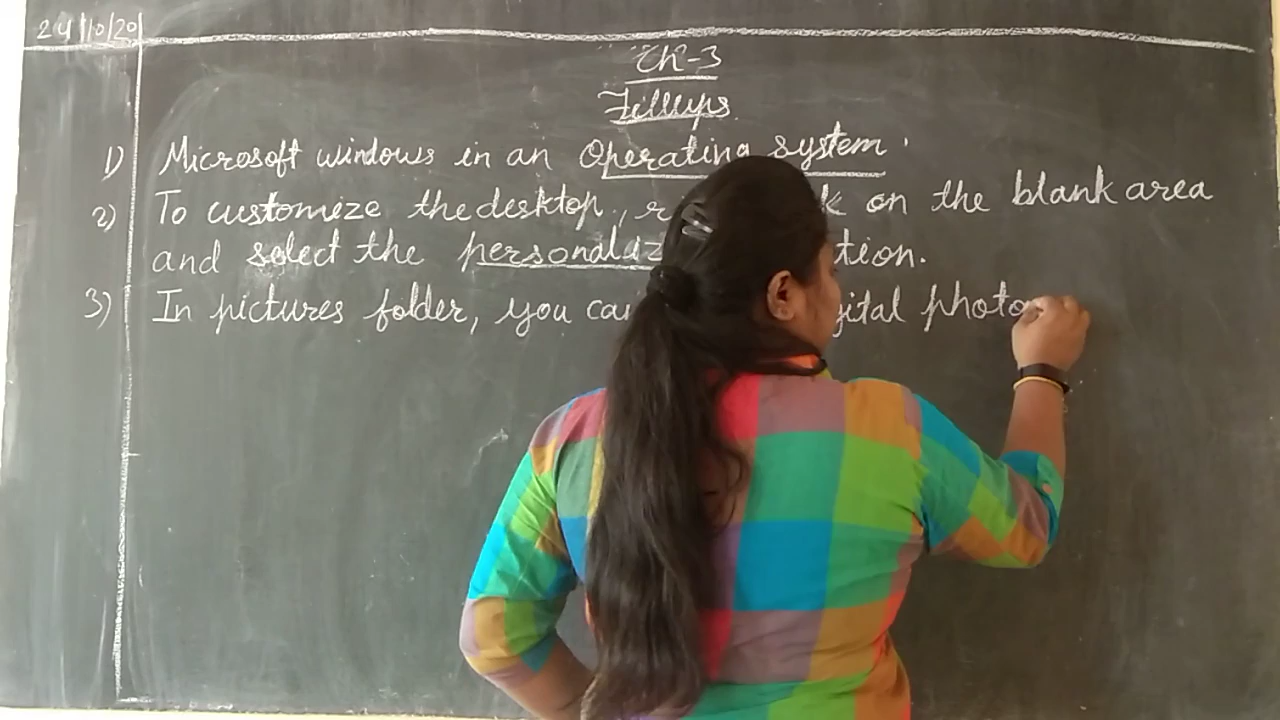 24/10/20
Ch-3
Fillups
1) Microsoft windows in an Operating system.
2) To customize the desktop, k on the blank area
and select the personaliz tion.
3) In pictures folder, you can gital photo